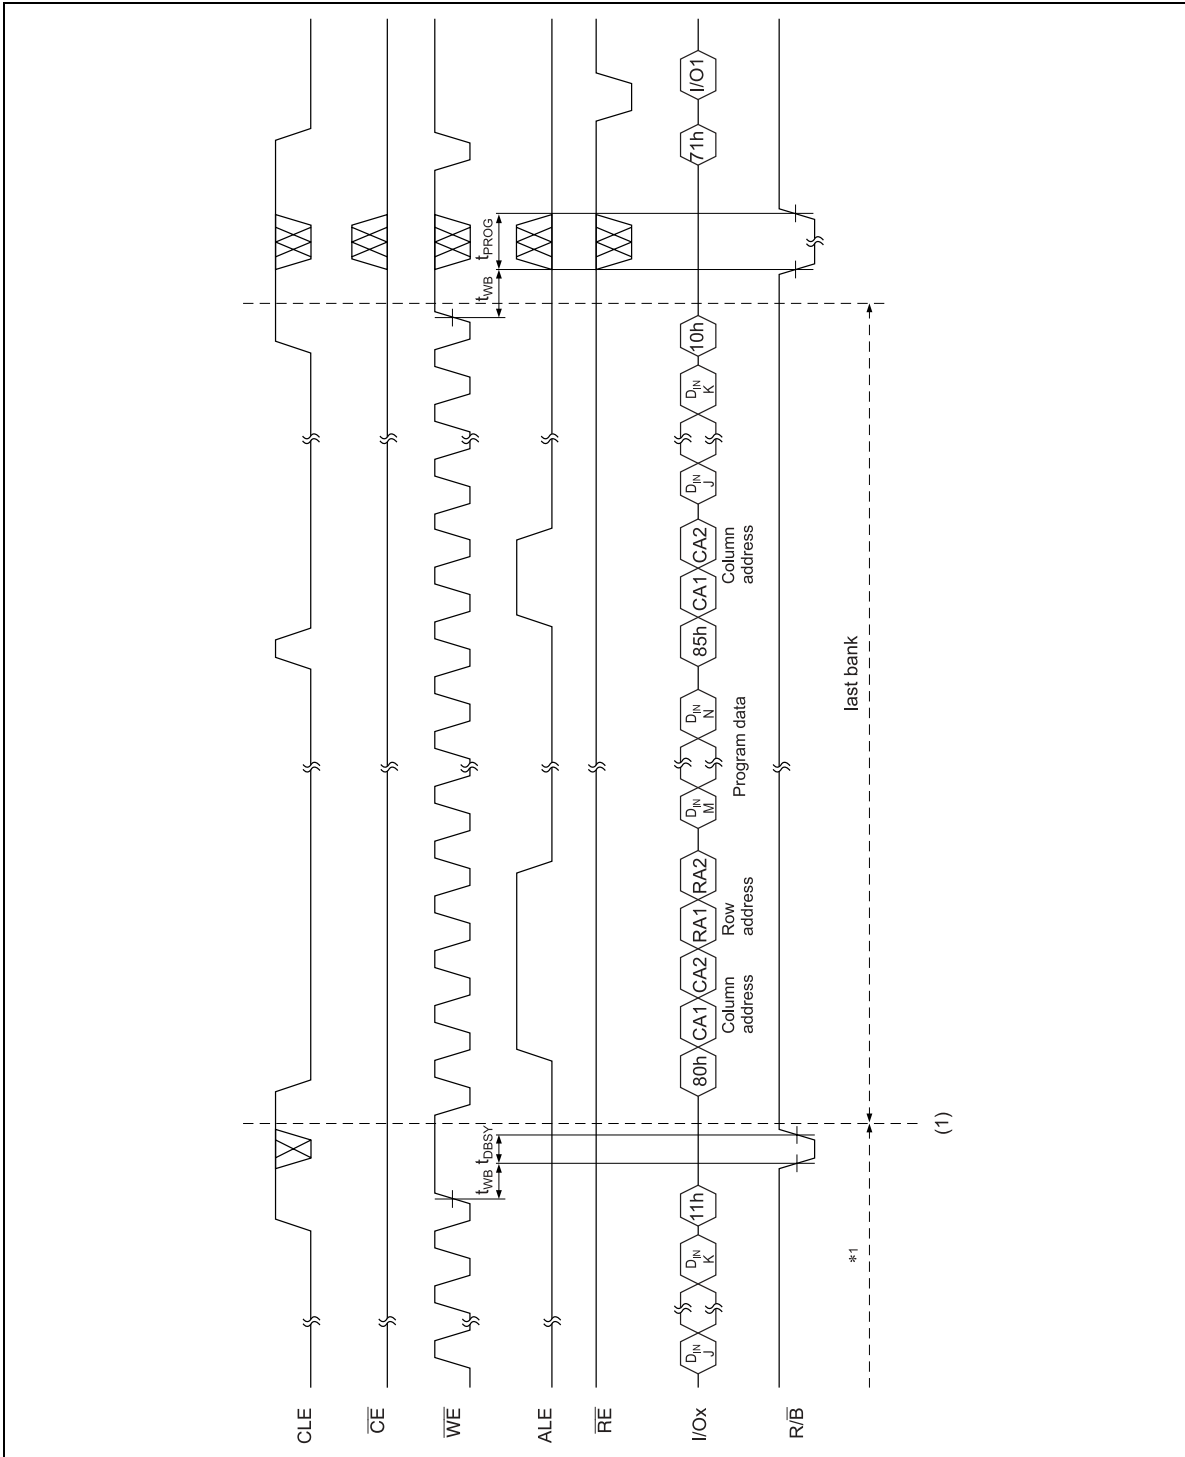 CLE
CE
WE
tWB tDBSY
tWB tPROG
ALE
RE
I/Ox
DIN J
DIN K
11h
80h
CA1
CA2
RA1
RA2
DIN M
DIN N
85h
CA1
CA2
DIN J
DIN K
10h
71h
I/O1
Column
address
Row
address
Program data
Column
address
R/B
*1
last bank
(1)